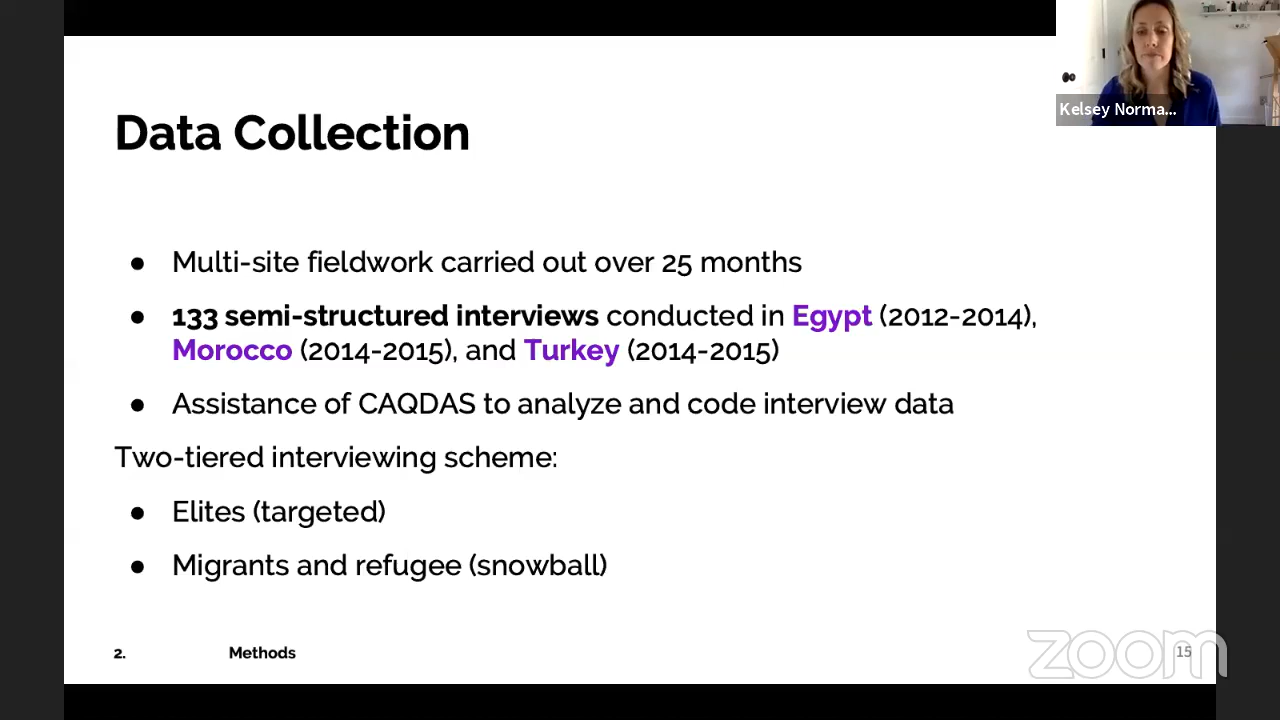 Kelsey Norma...
Data Collection
● Multi-site fieldwork carried out over 25 months
● 133 semi-structured interviews conducted in Egypt (2012-2014),
Morocco (2014-2015), and Turkey (2014-2015)
● Assistance of CAQDAS to analyze and code interview data
Two-tiered interviewing scheme:
● Elites (targeted)
● Migrants and refugee (snowball)
2. Methods
15
zoom